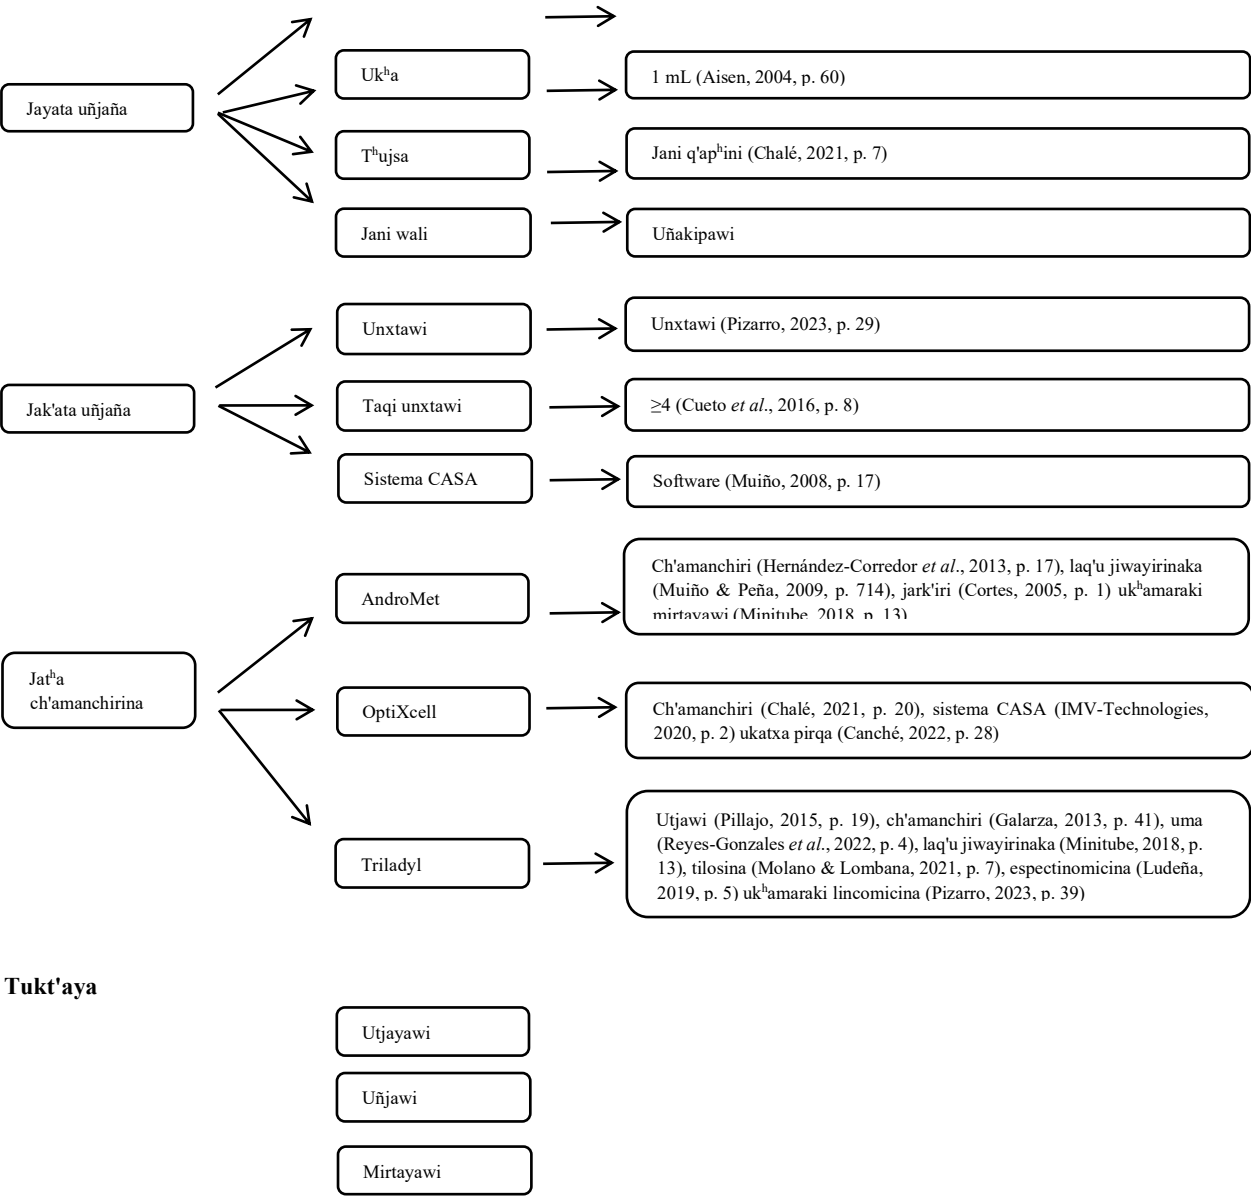 Jayata uñjaña
Ukʰa
1 mL (Aisen, 2004, p. 60)
Tʰujsa
Jani q'apʰini (Chalé, 2021, p. 7)
Jani wali
Uñakipawi
Jak'ata uñjaña
Unxtawi
Unxtawi (Pizarro, 2023, p. 29)
Taqi unxtawi
≥4 (Cueto et al., 2016, p. 8)
Sistema CASA
Software (Muiño, 2008, p. 17)
Jatʰa
ch'amanchirina
AndroMet
Ch'amanchiri (Hernández-Corredor et al., 2013, p. 17), laq'u jiwayirinaka
(Muiño & Peña, 2009, p. 714), jark'iri (Cortes, 2005, p. 1) ukʰamaraki
mirtayawi (Minitube, 2018, p. 13)
OptiXcell
Ch'amanchiri (Chalé, 2021, p. 20), sistema CASA (IMV-Technologies,
2020, p. 2) ukatxa pirqa (Canché, 2022, p. 28)
Triladyl
Utjawi (Pillajo, 2015, p. 19), ch'amanchiri (Galarza, 2013, p. 41), uma
(Reyes-Gonzales et al., 2022, p. 4), laq'u jiwayirinaka (Minitube, 2018, p.
13), tilosina (Molano & Lombana, 2021, p. 7), espectinomicina (Ludeña,
2019, p. 5) ukʰamaraki lincomicina (Pizarro, 2023, p. 39)
Tukt'aya
Utjayawi
Uñjawi
Mirtayawi